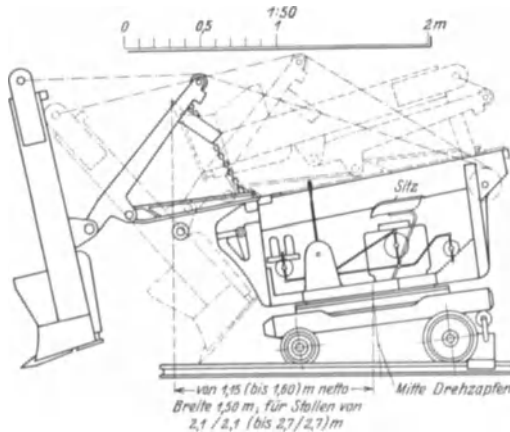 1:50
0 0,5 1 2m
Sitz
von 1,15 (bis 1,60) m netto
Mitte Drehzapfen
Breite 1,50 m, für Stollen von
2,1 / 2,1 (bis 2,7/2,7) m